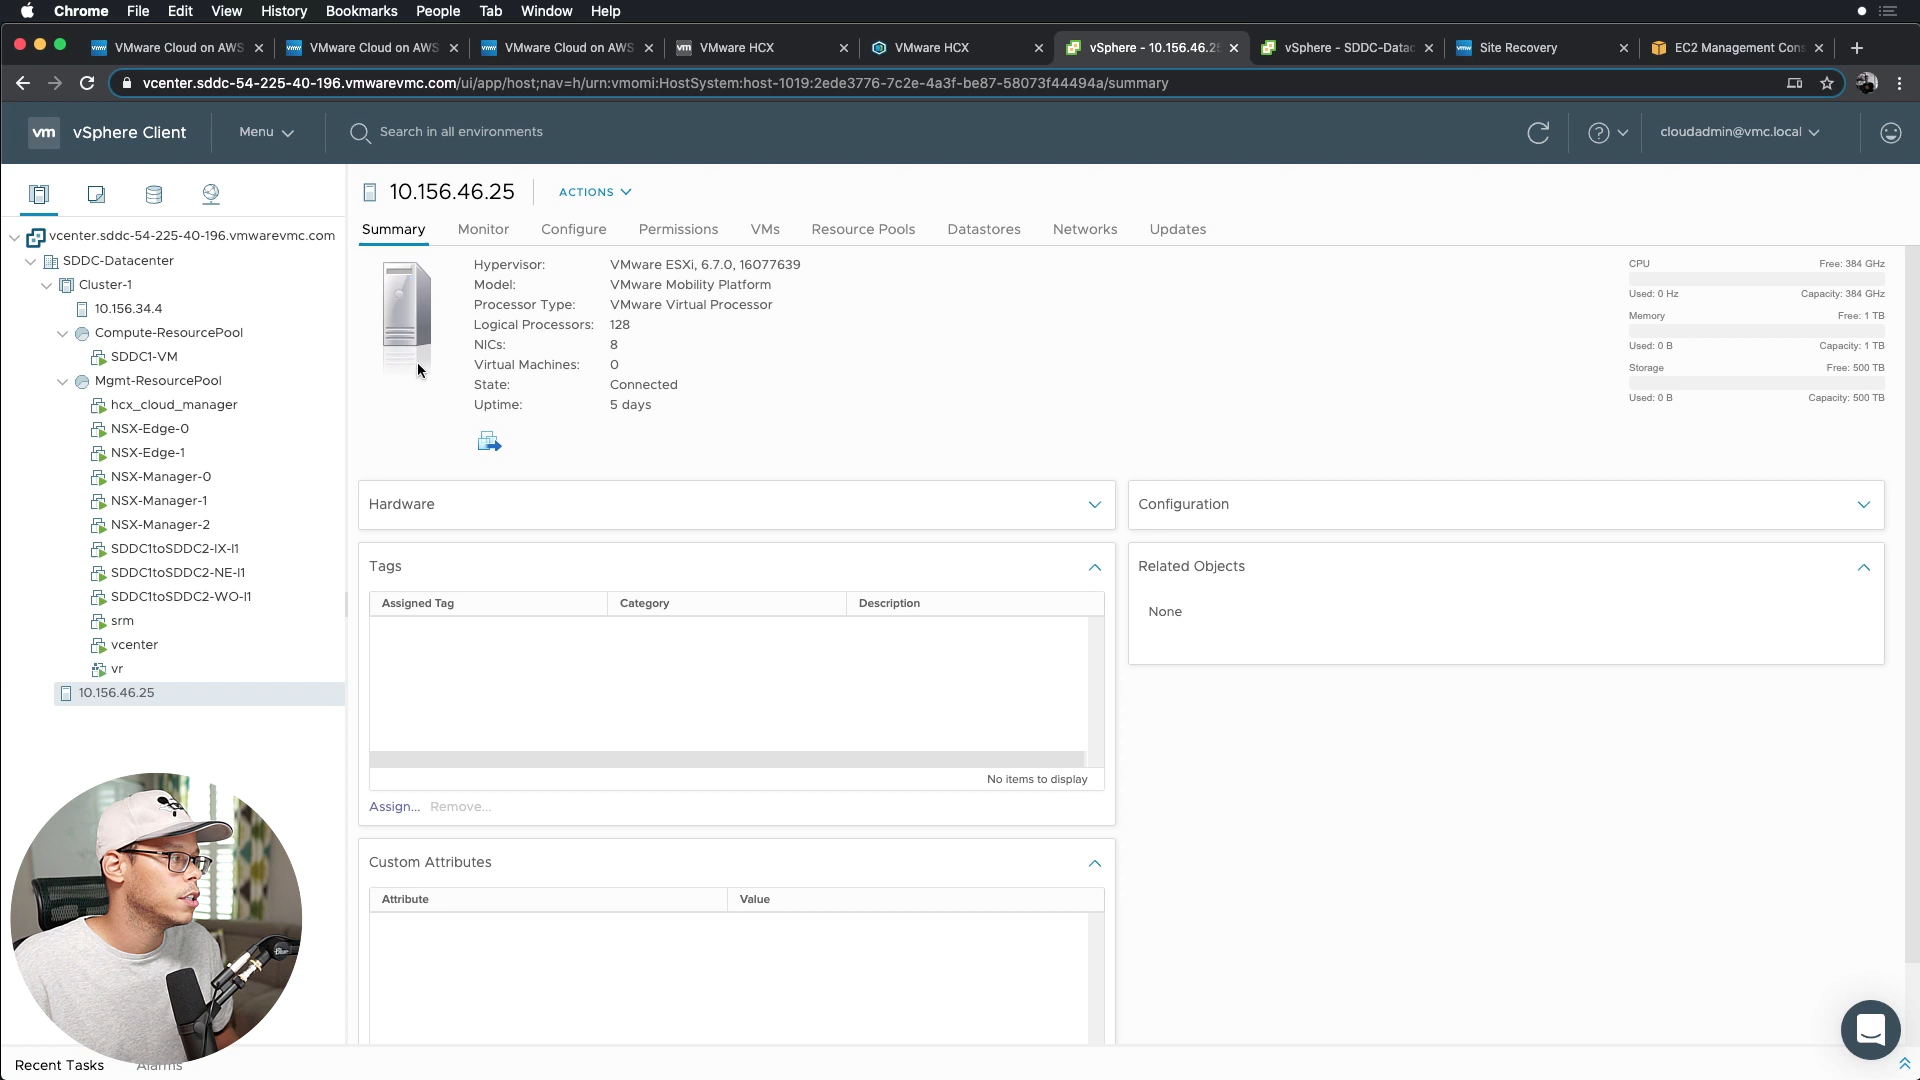 Chrome File Edit View History Bookmarks People Tab Window Help
vmw VMware Cloud on AWS vmw VMware Cloud on AWS vmw VMware Cloud on AWS vm VMware HCX VMware HCX vSphere - 10.156.46.25 vSphere - SDDC-Datac vmw Site Recovery EC2 Management Con
vcenter.sddc-54-225-40-196.vmwarevmc.com/ui/app/host;nav=h/urn:vmomi:HostSystem:host-1019:2ede3776-7c2e-4a3f-be87-58073f44494a/summary
vm vSphere Client Menu Search in all environments cloudadmin@vmc.local
10.156.46.25 ACTIONS
Summary Monitor Configure Permissions VMs Resource Pools Datastores Networks Updates
vcenter.sddc-54-225-40-196.vmwarevmc.com
SDDC-Datacenter
Cluster-1
10.156.34.4
Compute-ResourcePool
SDDC1-VM
Mgmt-ResourcePool
hcx_cloud_manager
NSX-Edge-0
NSX-Edge-1
NSX-Manager-0
NSX-Manager-1
NSX-Manager-2
SDDC1toSDDC2-IX-I1
SDDC1toSDDC2-NE-I1
SDDC1toSDDC2-WO-I1
srm
vcenter
vr
10.156.46.25
Hypervisor: VMware ESXi, 6.7.0, 16077639
Model: VMware Mobility Platform
Processor Type: VMware Virtual Processor
Logical Processors: 128
NICs: 8
Virtual Machines: 0
State: Connected
Uptime: 5 days
CPU Free: 384 GHz
Used: 0 Hz Capacity: 384 GHz
Memory Free: 1 TB
Used: 0 B Capacity: 1 TB
Storage Free: 500 TB
Used: 0 B Capacity: 500 TB
Hardware
Configuration
Tags
Assigned Tag Category Description
No items to display
Assign... Remove...
Related Objects
None
Custom Attributes
Attribute Value
Recent Tasks Alarms